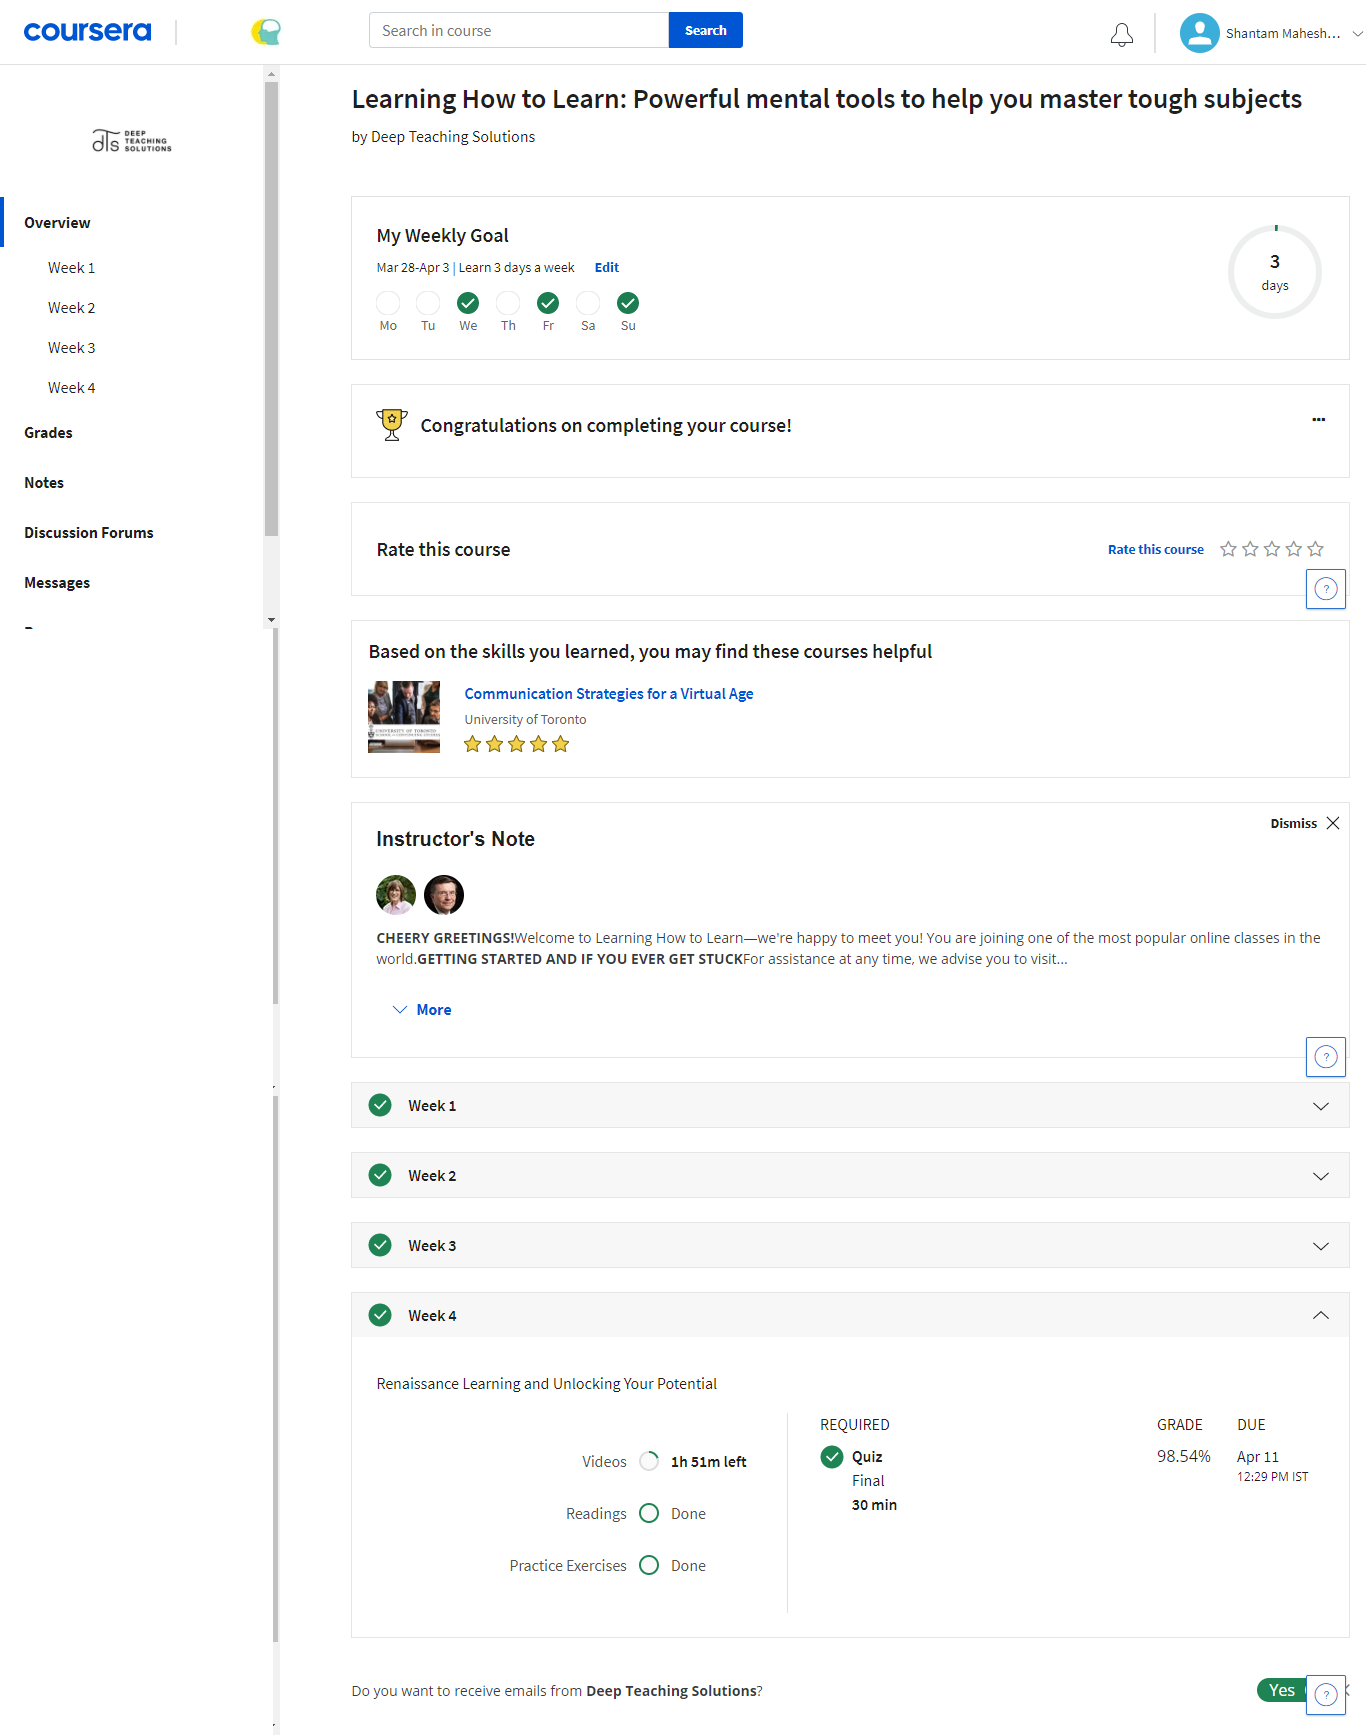 coursera
Search in course
Search
Shantam Mahesh...
DEEP
TEACHING
SOLUTIONS
Overview
Week 1
Week 2
Week 3
Week 4
Grades
Notes
Discussion Forums
Messages
Learning How to Learn: Powerful mental tools to help you master tough subjects
by Deep Teaching Solutions
My Weekly Goal
Mar 28-Apr 3 | Learn 3 days a week Edit
Mo Tu We Th Fr Sa Su
3
days
Congratulations on completing your course!
Rate this course
Rate this course
?
Based on the skills you learned, you may find these courses helpful
UNIVERSITY OF TORONTO
Communication Strategies for a Virtual Age
University of Toronto
Dismiss
Instructor's Note
CHEERY GREETINGS!Welcome to Learning How to Learn—we're happy to meet you! You are joining one of the most popular online classes in the
world.GETTING STARTED AND IF YOU EVER GET STUCKFor assistance at any time, we advise you to visit...
More
?
Week 1
Week 2
Week 3
Week 4
Renaissance Learning and Unlocking Your Potential
Videos 1h 51m left
Readings Done
Practice Exercises Done
REQUIRED GRADE DUE
Quiz 98.54% Apr 11
Final 12:29 PM IST
30 min
Do you want to receive emails from Deep Teaching Solutions?
Yes
?